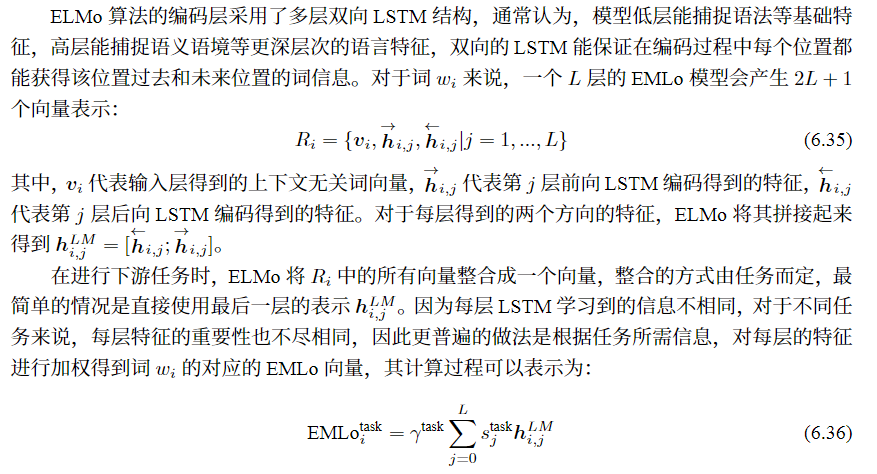 ELMo 算法的编码层采用了多层双向 LSTM 结构，通常认为，模型低层能捕捉语法等基础特
征，高层能捕捉语义语境等更深层次的语言特征，双向的 LSTM 能保证在编码过程中每个位置都
能获得该位置过去和未来位置的词信息。对于词 $w_i$ 来说，一个 $L$ 层的 EMLo 模型会产生 $2L+1$
个向量表示：
$R_i = \{\boldsymbol{v}_i, \overrightarrow{\boldsymbol{h}}_{i,j}, \overleftarrow{\boldsymbol{h}}_{i,j} | j = 1, ..., L\}$ (6.35)
其中，$\boldsymbol{v}_i$ 代表输入层得到的上下文无关词向量，$\overrightarrow{\boldsymbol{h}}_{i,j}$ 代表第 $j$ 层前向 LSTM 编码得到的特征，$\overleftarrow{\boldsymbol{h}}_{i,j}$
代表第 $j$ 层后向 LSTM 编码得到的特征。对于每层得到的两个方向的特征，ELMo 将其拼接起来
得到 $\boldsymbol{h}_{i,j}^{LM} = [\overleftarrow{\boldsymbol{h}}_{i,j}; \overrightarrow{\boldsymbol{h}}_{i,j}]$。
在进行下游任务时，ELMo 将 $R_i$ 中的所有向量整合成一个向量，整合的方式由任务而定，最
简单的情况是直接使用最后一层的表示 $\boldsymbol{h}_{i,j}^{LM}$。因为每层 LSTM 学习到的信息不相同，对于不同任
务来说，每层特征的重要性也不尽相同，因此更普遍的做法是根据任务所需信息，对每层的特征
进行加权得到词 $w_i$ 的对应的 EMLo 向量，其计算过程可以表示为：
$\text{EMLo}_i^{\text{task}} = \gamma^{\text{task}} \sum_{j=0}^{L} s_j^{\text{task}} \boldsymbol{h}_{i,j}^{LM}$ (6.36)